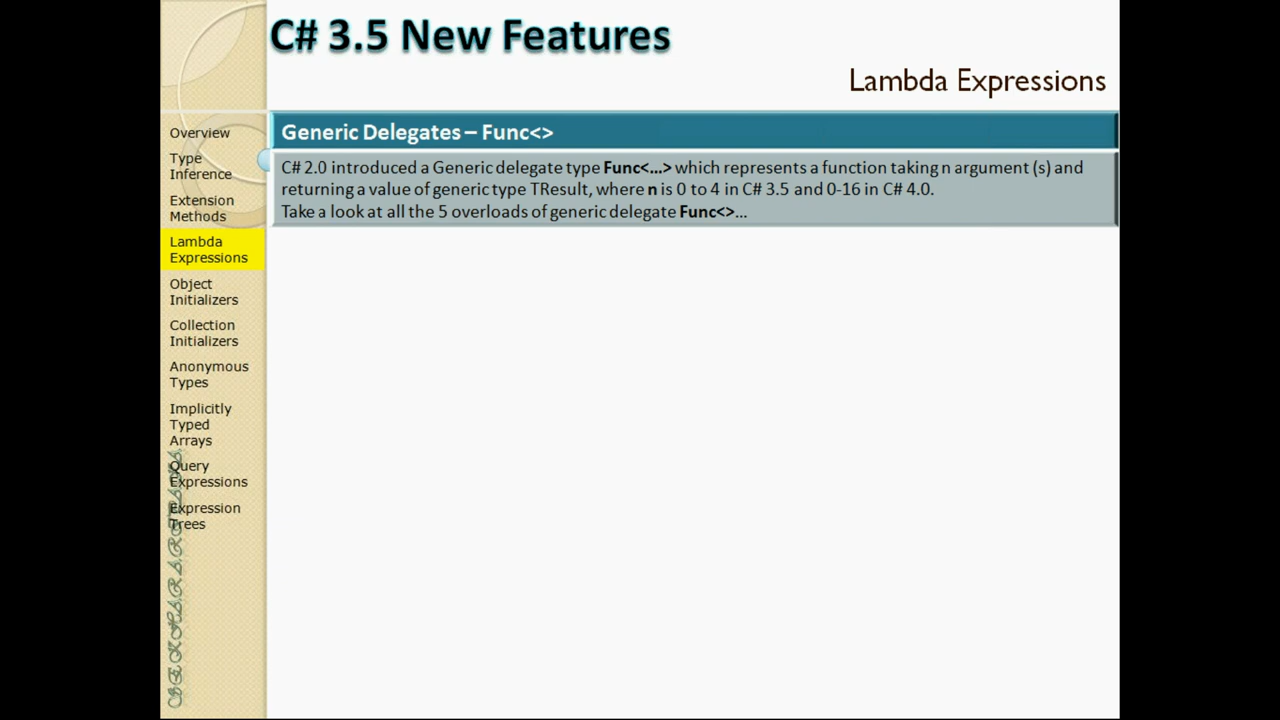 C# 3.5 New Features
Lambda Expressions
Overview
Type
Inference
Extension
Methods
Lambda
Expressions
Object
Initializers
Collection
Initializers
Anonymous
Types
Implicitly
Typed
Arrays
Query
Expressions
Expression
Trees
Generic Delegates – Func<>
C# 2.0 introduced a Generic delegate type Func<...> which represents a function taking n argument (s) and
returning a value of generic type TResult, where n is 0 to 4 in C# 3.5 and 0-16 in C# 4.0.
Take a look at all the 5 overloads of generic delegate Func<>...